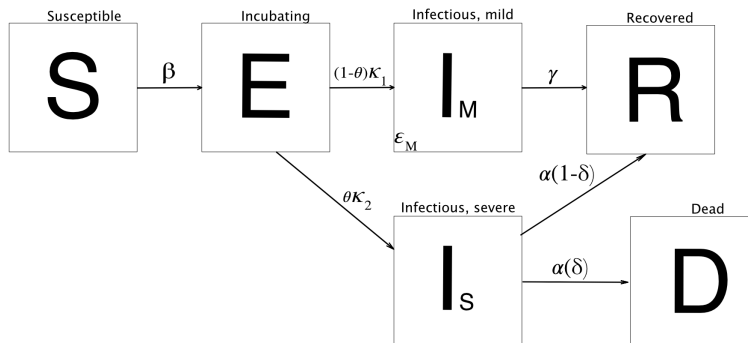 Susceptible
Incubating
Infectious, mild
Recovered
S
β
E
(1-θ)κ1
IM
γ
R
εM
θκ2
Infectious, severe
α(1-δ)
Dead
IS
α(δ)
D